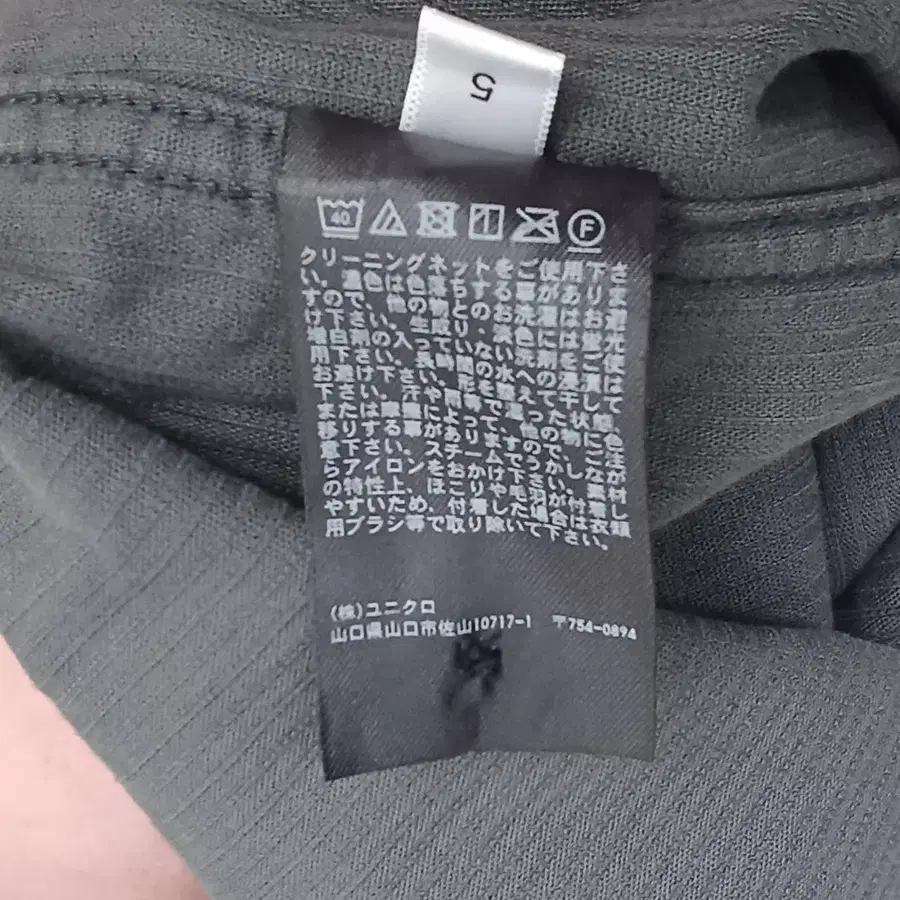 5
40
F
クリーニングネットをご使用下さ
い。濃色は色落ちする事がありま
すので、他の物とのお洗濯はお避
け下さい。生成り・淡色には蛍光
増白剤の入っていない洗剤をご使
用下さい。長時間の水への浸漬は
お避け下さい。形を整えて干して
下さい。汗や雨等で湿った状態、
または摩擦によって、他の物に色
移りする事がありますので、ご注
意下さい。スチームでうかしなが
らアイロンをおかけ下さい。素材
の特性上、ほこりや毛羽が付着し
やすいため、付着した場合は衣類
用ブラシ等で取り除いて下さい。
(株)ユニクロ
山口県山口市佐山10717-1 〒754-0894